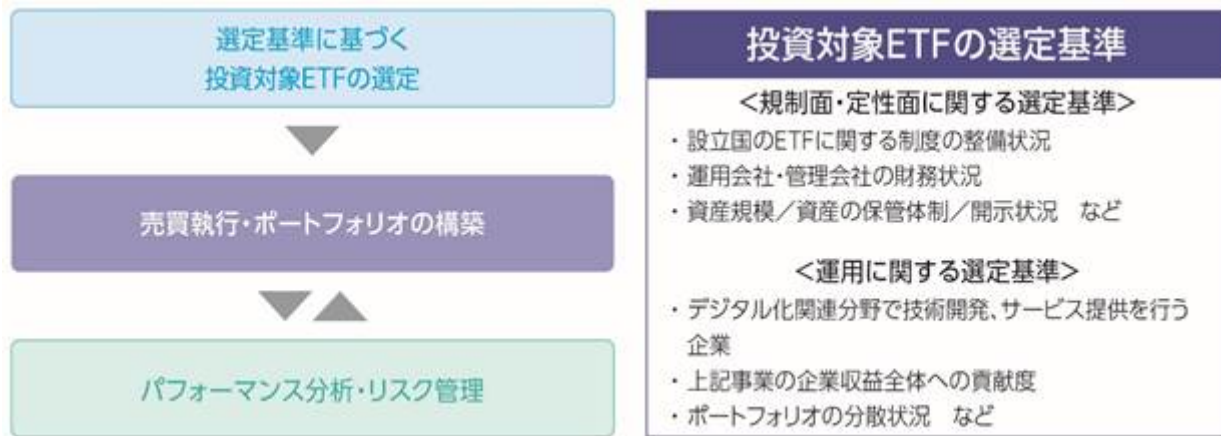 選定基準に基づく
投資対象ETFの選定
売買執行・ポートフォリオの構築
パフォーマンス分析・リスク管理
投資対象ETFの選定基準
<規制面・定性面に関する選定基準>
・設立国のETFに関する制度の整備状況
・運用会社・管理会社の財務状況
・資産規模/資産の保管体制/開示状況　など
<運用に関する選定基準>
・デジタル化関連分野で技術開発、サービス提供を行う
企業
・上記事業の企業収益全体への貢献度
・ポートフォリオの分散状況　など